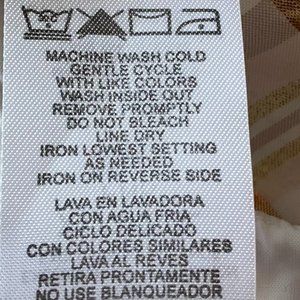 MACHINE WASH COLD
GENTLE CYCLE
WITH LIKE COLORS
WASH INSIDE OUT
REMOVE PROMPTLY
DO NOT BLEACH
LINE DRY
IRON LOWEST SETTING
AS NEEDED
IRON ON REVERSE SIDE
LAVA EN LAVADORA
CON AGUA FRIA
CICLO DELICADO
CON COLORES SIMILARES
LAVA AL REVES
RETIRA PRONTAMENTE
NO USE BLANQUEADOR